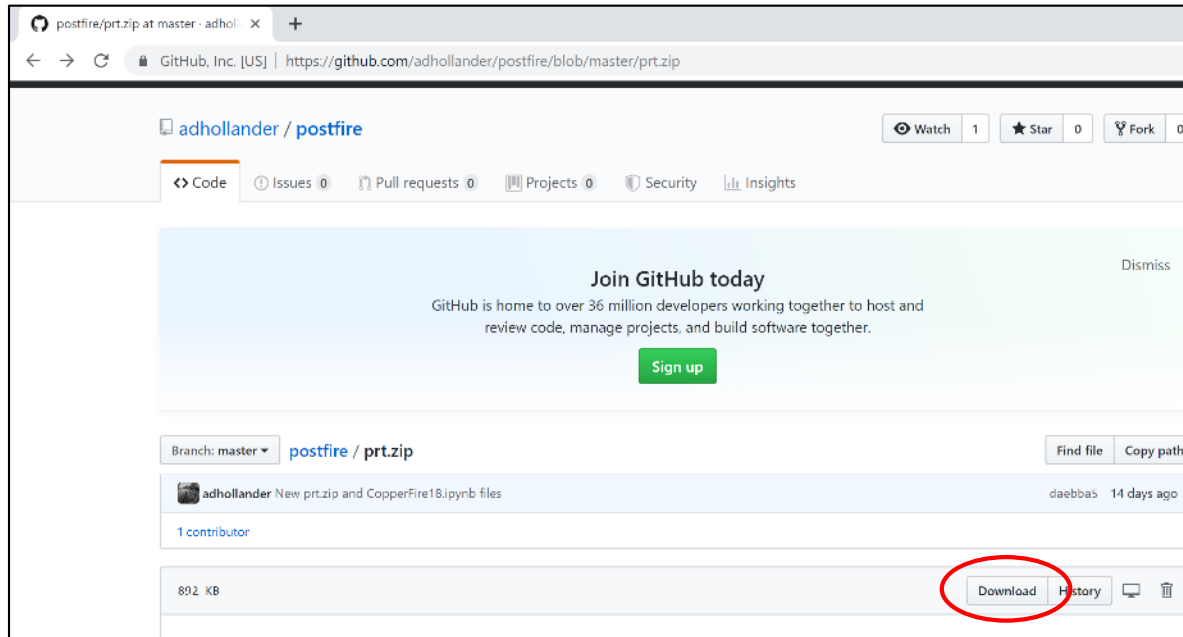 postfire/prt.zip at master · adholl
GitHub, Inc. [US] | https://github.com/adhollander/postfire/blob/master/prt.zip
adhollander / postfire
Watch 1 Star 0 Fork 0
Code Issues 0 Pull requests 0 Projects 0 Security Insights
Dismiss
Join GitHub today
GitHub is home to over 36 million developers working together to host and
review code, manage projects, and build software together.
Sign up
Branch: master postfire / prt.zip Find file Copy path
adhollander New prt.zip and CopperFire18.ipynb files daebba5 14 days ago
1 contributor
892 KB Download History